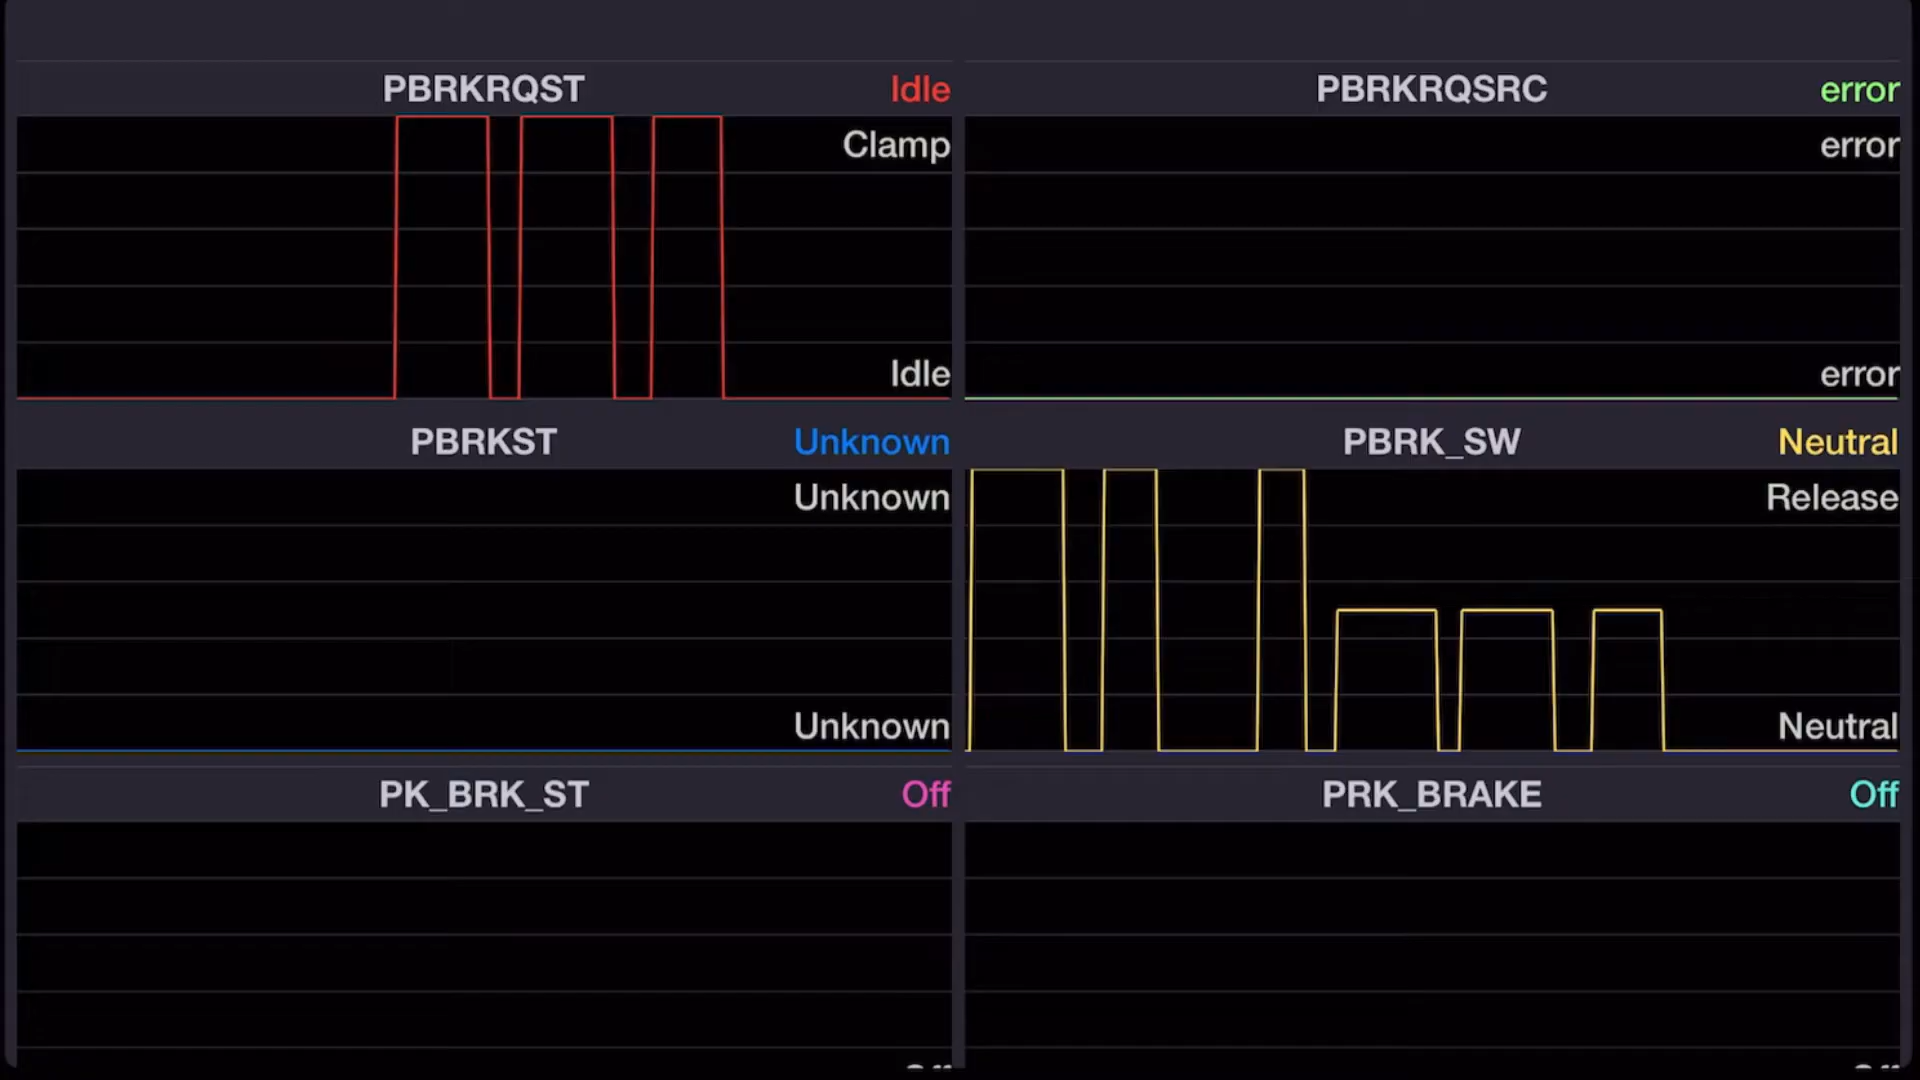 PBRKRQST Idle
Clamp
Idle
PBRKRQSRC error
error
error
PBRKST Unknown
Unknown
Unknown
PBRK_SW Neutral
Release
Neutral
PK_BRK_ST Off
PRK_BRAKE Off